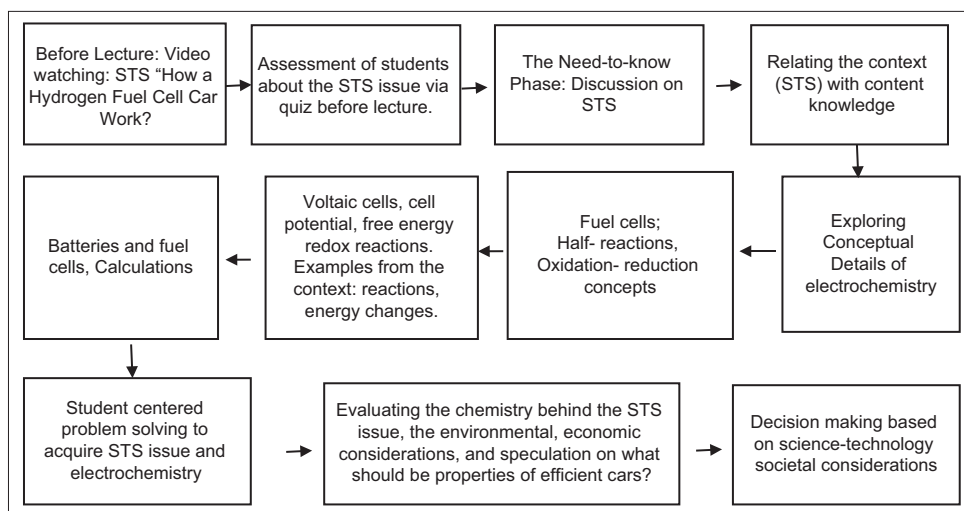 Before Lecture: Video
watching: STS “How a
Hydrogen Fuel Cell Car
Work?
Assessment of students
about the STS issue via
quiz before lecture.
The Need-to-know
Phase: Discussion on
STS
Relating the context
(STS) with content
knowledge
Exploring
Conceptual
Details of
electrochemistry
Fuel cells;
Half- reactions,
Oxidation- reduction
concepts
Voltaic cells, cell
potential, free energy
redox reactions.
Examples from the
context: reactions,
energy changes.
Batteries and fuel
cells, Calculations
Student centered
problem solving to
acquire STS issue and
electrochemistry
Evaluating the chemistry behind the STS
issue, the environmental, economic
considerations, and speculation on what
should be properties of efficient cars?
Decision making based
on science-technology
societal considerations